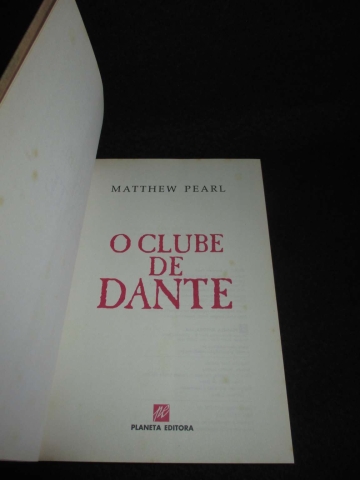 MATTHEW PEARL
O CLUBE
DE
DANTE
PLANETA EDITORA